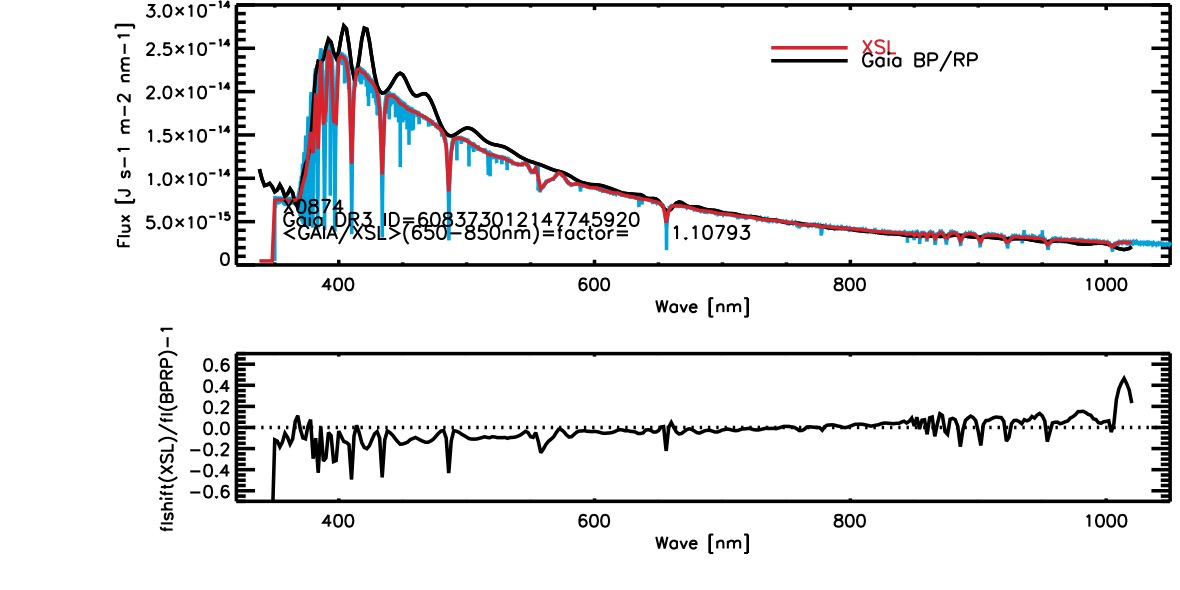 3.0×10⁻¹⁴
2.5×10⁻¹⁴
2.0×10⁻¹⁴
1.5×10⁻¹⁴
1.0×10⁻¹⁴
5.0×10⁻¹⁵
0
Flux [J s−1 m−2 nm−1]
XSL
Gaia BP/RP
X0874
Gaia DR3 ID=6083730121477745920
<GAIA/XSL>(650−850nm)=factor= 1.10793
400 600 800 1000
Wave [nm]
0.6
0.4
0.2
0.0
−0.2
−0.4
−0.6
flshift(XSL)/fl(BPRP)−1
400 600 800 1000
Wave [nm]